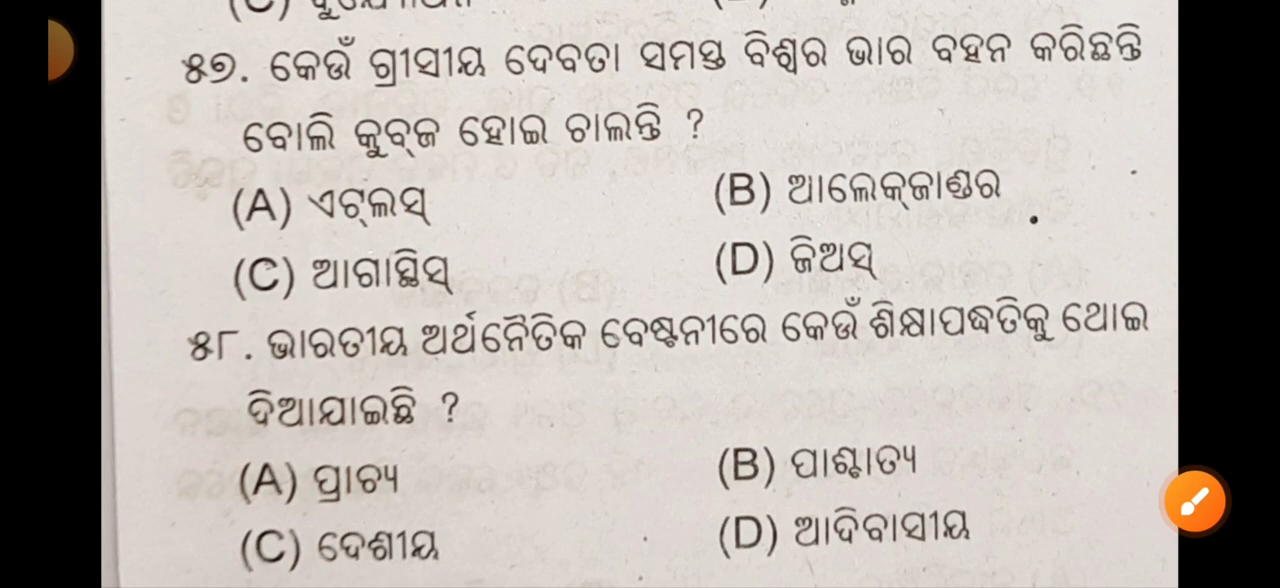 ୫୭. କେଉଁ ଗ୍ରୀସୀୟ ଦେବତା ସମସ୍ତ ବିଶ୍ୱର ଭାର ବହନ କରିଛନ୍ତି
ବୋଲି କୁବ୍ଜ ହୋଇ ଚାଲନ୍ତି ?
(A) ଏଟ୍‌ଲସ୍ (B) ଆଲେକ୍‌ଜାଣ୍ଡର
(C) ଆଗାସ୍ଥିସ୍ (D) ଜିଅସ୍
୫୮. ଭାରତୀୟ ଅର୍ଥନୈତିକ ବେଷ୍ଟନୀରେ କେଉଁ ଶିକ୍ଷାପଦ୍ଧତିକୁ ଥୋଇ
ଦିଆଯାଇଛି ?
(A) ପ୍ରାଚ୍ୟ (B) ପାଶ୍ଚାତ୍ୟ
(C) ଦେଶୀୟ (D) ଆଦିବାସୀୟ